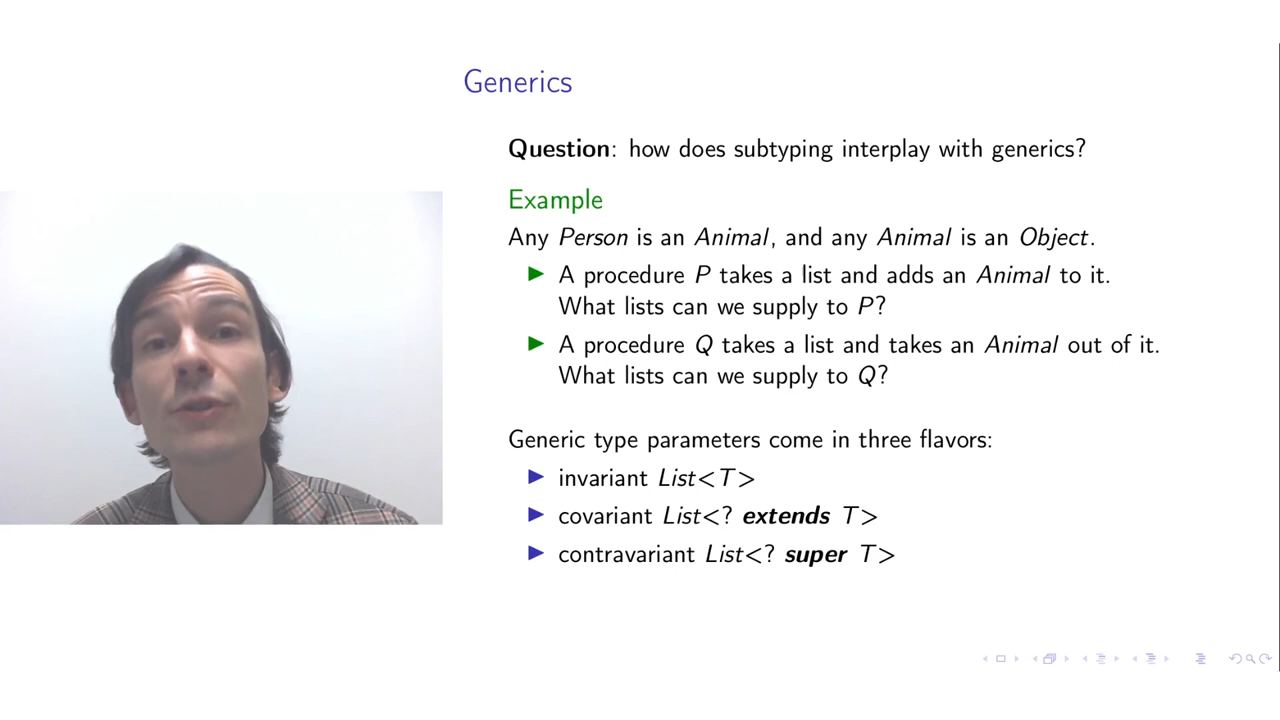 Generics
Question: how does subtyping interplay with generics?
Example
Any Person is an Animal, and any Animal is an Object.
▶ A procedure P takes a list and adds an Animal to it.
What lists can we supply to P?
▶ A procedure Q takes a list and takes an Animal out of it.
What lists can we supply to Q?
Generic type parameters come in three flavors:
▶ invariant List<T>
▶ covariant List<? extends T>
▶ contravariant List<? super T>